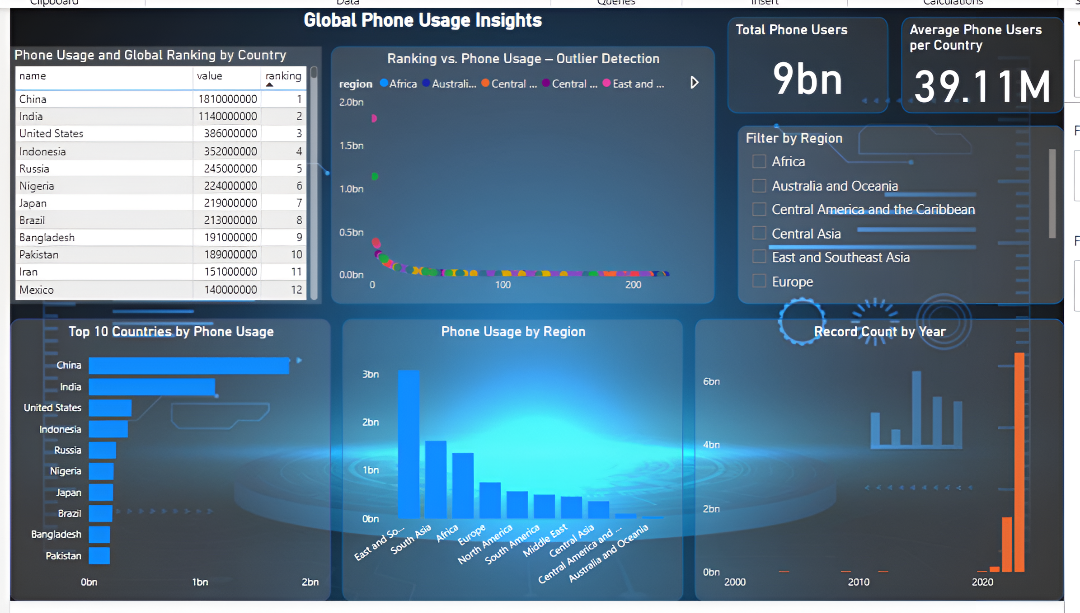 Clipboard
Data
Queries
Insert
Calculations
Global Phone Usage Insights
Phone Usage and Global Ranking by Country
name value ranking
China 1810000000 1
India 1140000000 2
United States 386000000 3
Indonesia 352000000 4
Russia 245000000 5
Nigeria 224000000 6
Japan 219000000 7
Brazil 213000000 8
Bangladesh 191000000 9
Pakistan 189000000 10
Iran 151000000 11
Mexico 140000000 12
Ranking vs. Phone Usage – Outlier Detection
region Africa Australi... Central ... Central ... East and ...
2.0bn
1.5bn
1.0bn
0.5bn
0.0bn
0 100 200
Total Phone Users
9bn
Average Phone Users
per Country
39.11M
Filter by Region
Africa
Australia and Oceania
Central America and the Caribbean
Central Asia
East and Southeast Asia
Europe
Top 10 Countries by Phone Usage
China
India
United States
Indonesia
Russia
Nigeria
Japan
Brazil
Bangladesh
Pakistan
0bn 1bn 2bn
Phone Usage by Region
3bn
2bn
1bn
0bn
East and So...
South Asia
Africa
Europe
North America
South America
Middle East
Central Asia
Central America and ...
Australia and Oceania
Record Count by Year
6bn
4bn
2bn
0bn
2000 2010 2020